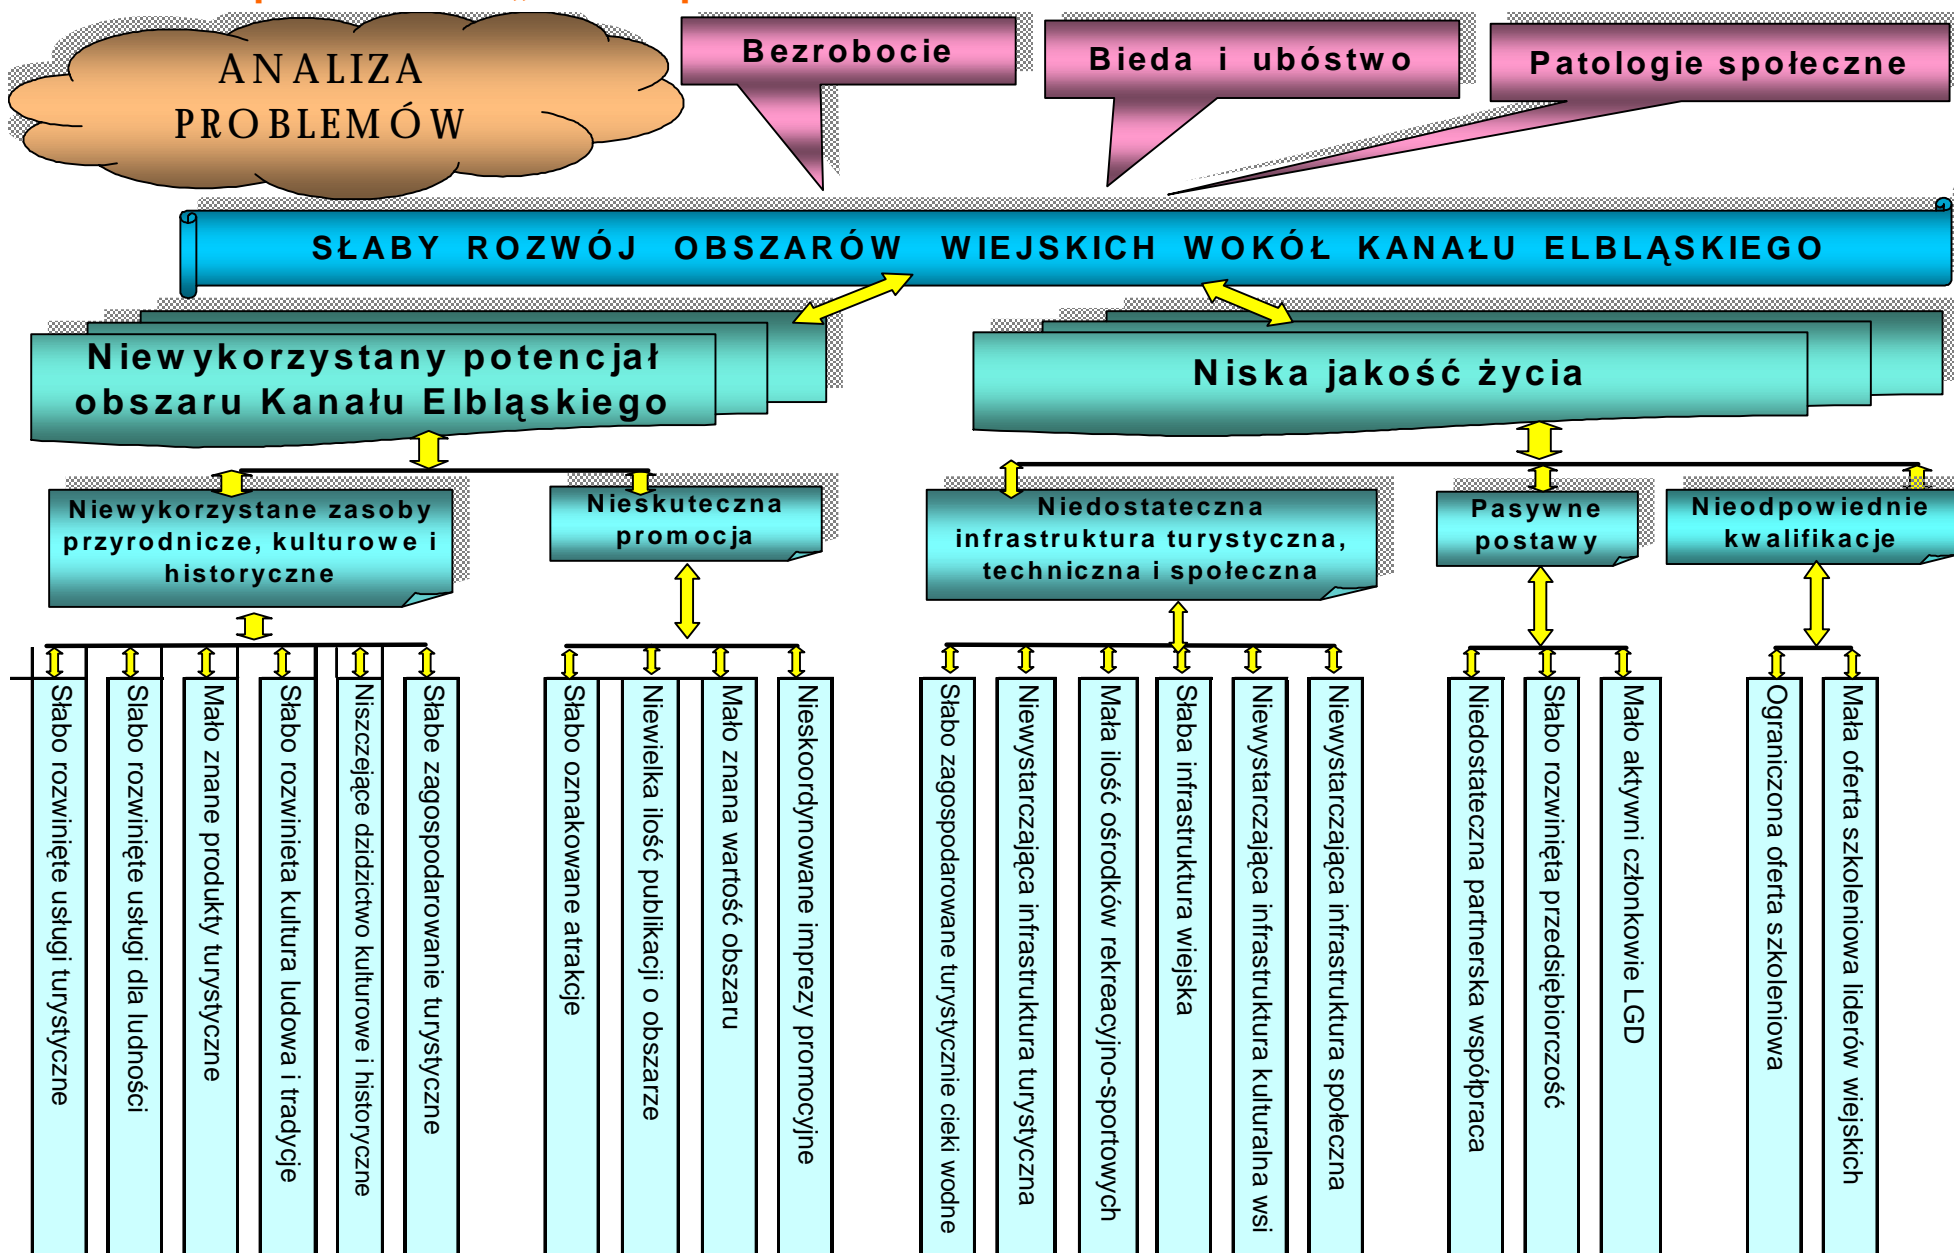 ANALIZA
PROBLEMÓW
Bezrobocie
Bieda i ubóstwo
Patologie społeczne
SŁABY ROZWÓJ OBSZARÓW WIEJSKICH WOKÓŁ KANAŁU ELBLĄSKIEGO
Niewykorzystany potencjał
obszaru Kanału Elbląskiego
Niska jakość życia
Niewykorzystane zasoby
przyrodnicze, kulturowe i
historyczne
Nieskuteczna
promocja
Niedostateczna
infrastruktura turystyczna,
techniczna i społeczna
Pasywne
postawy
Nieodpowiednie
kwalifikacje
Słabo rozwinięte usługi turystyczne
Slabo rozwinięte usługi dla ludności
Mało znane produkty turystyczne
Słabo rozwinieta kultura ludowa i tradycje
Niszczejące dzidzictwo kulturowe i historyczne
Słabe zagospodarowanie turystyczne
Słabo oznakowane atrakcje
Niewielka ilość publikacji o obszarze
Mało znana wartość obszaru
Nieskoordynowane imprezy promocyjne
Słabo zagospodarowane turystycznie cieki wodne
Niewystarczająca infrastruktura turystyczna
Mała ilość ośrodków rekreacyjno-sportowych
Słaba infrastruktura wiejska
Niewystarczająca infrastruktura kulturalna wsi
Niewystarczająca infrastruktura społeczna
Niedostateczna partnerska współpraca
Słabo rozwinięta przedsiębiorczość
Mało aktywni członkowie LGD
Ograniczona oferta szkoleniowa
Mała oferta szkoleniowa liderów wiejskich